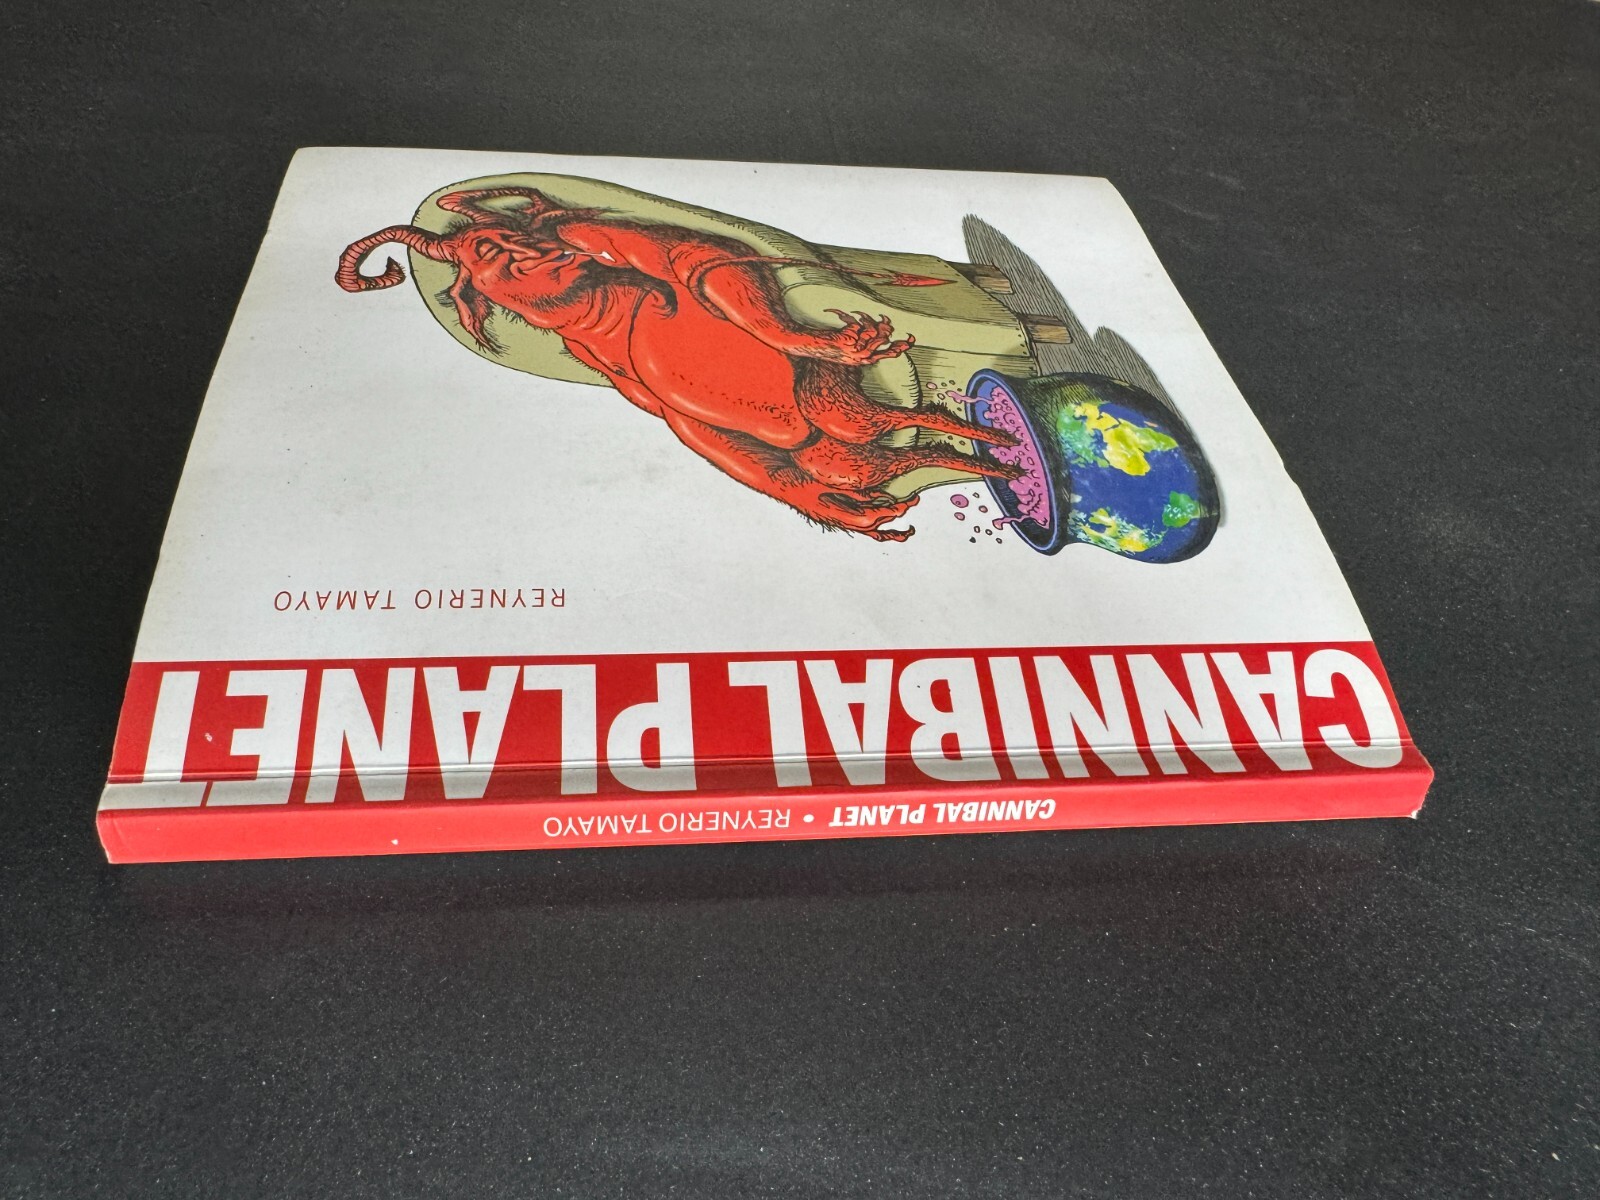 CANNIBAL PLANET
REYNERIO TAMAYO
CANNIBAL PLANET • REYNERIO TAMAYO